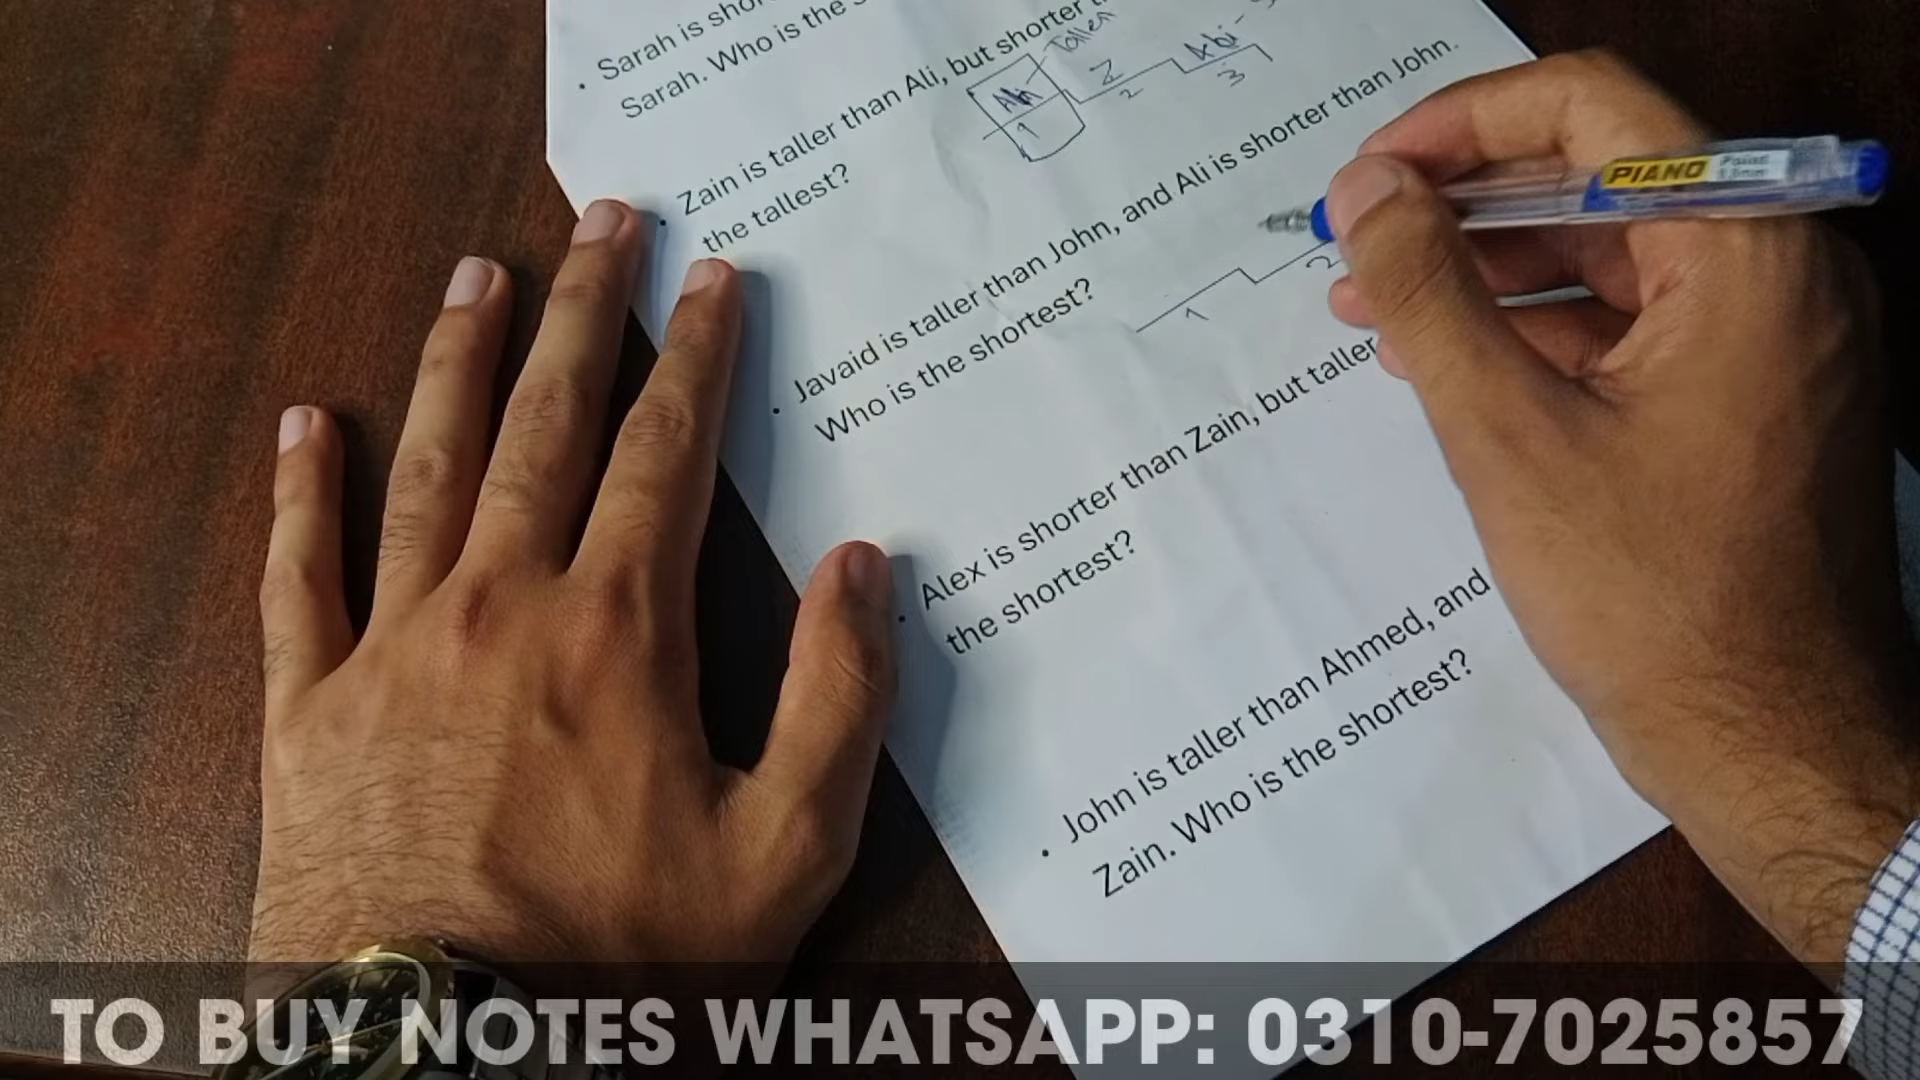 • Sarah is
Sarah. Who is the
Taller
• Zain is taller than Ali, but shorter
Z
Abi -
1
2
3
the tallest?
• Javaid is taller than John, and Ali is shorter than John.
Who is the shortest?
1
2
PIANO Point
• Alex is shorter than Zain, but taller
the shortest?
• John is taller than Ahmed, and
Zain. Who is the shortest?
TO BUY NOTES WHATSAPP: 0310-7025857